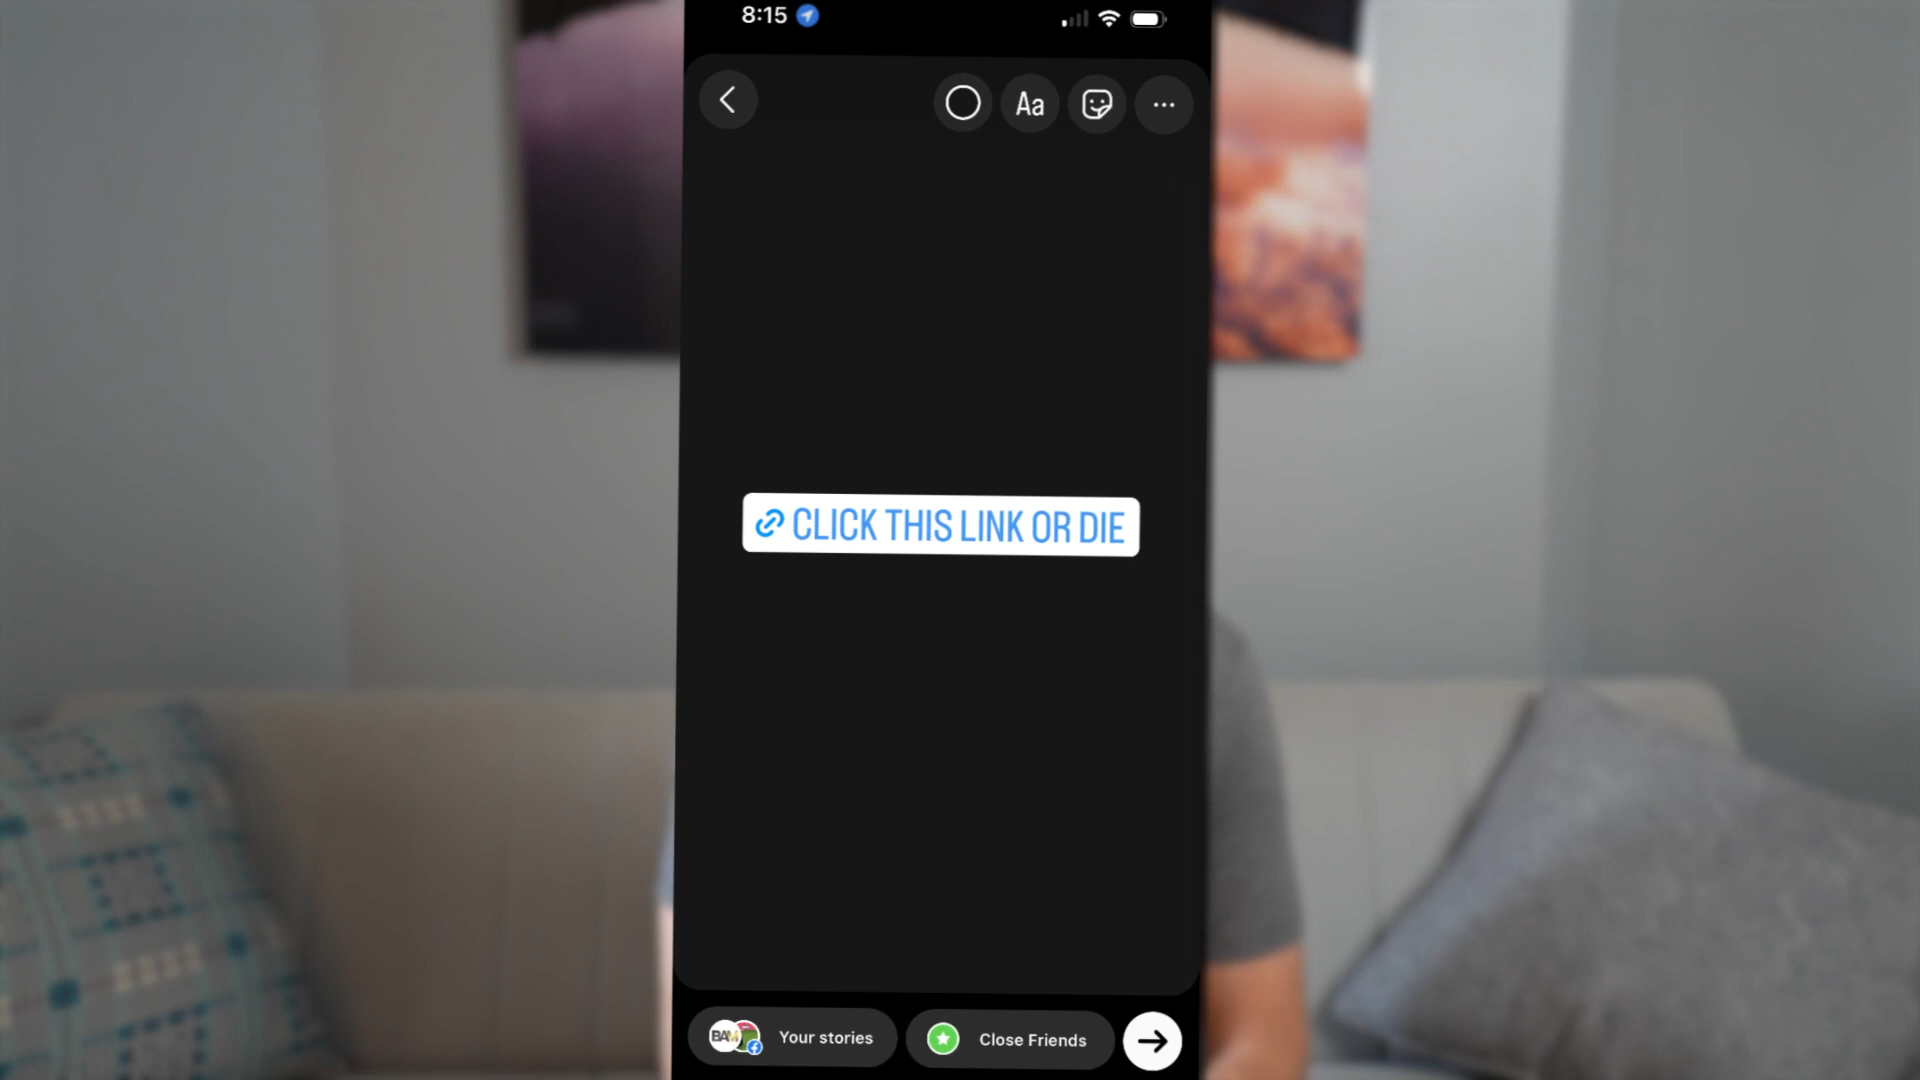 8:15
Aa
CLICK THIS LINK OR DIE
BAM
Your stories
Close Friends